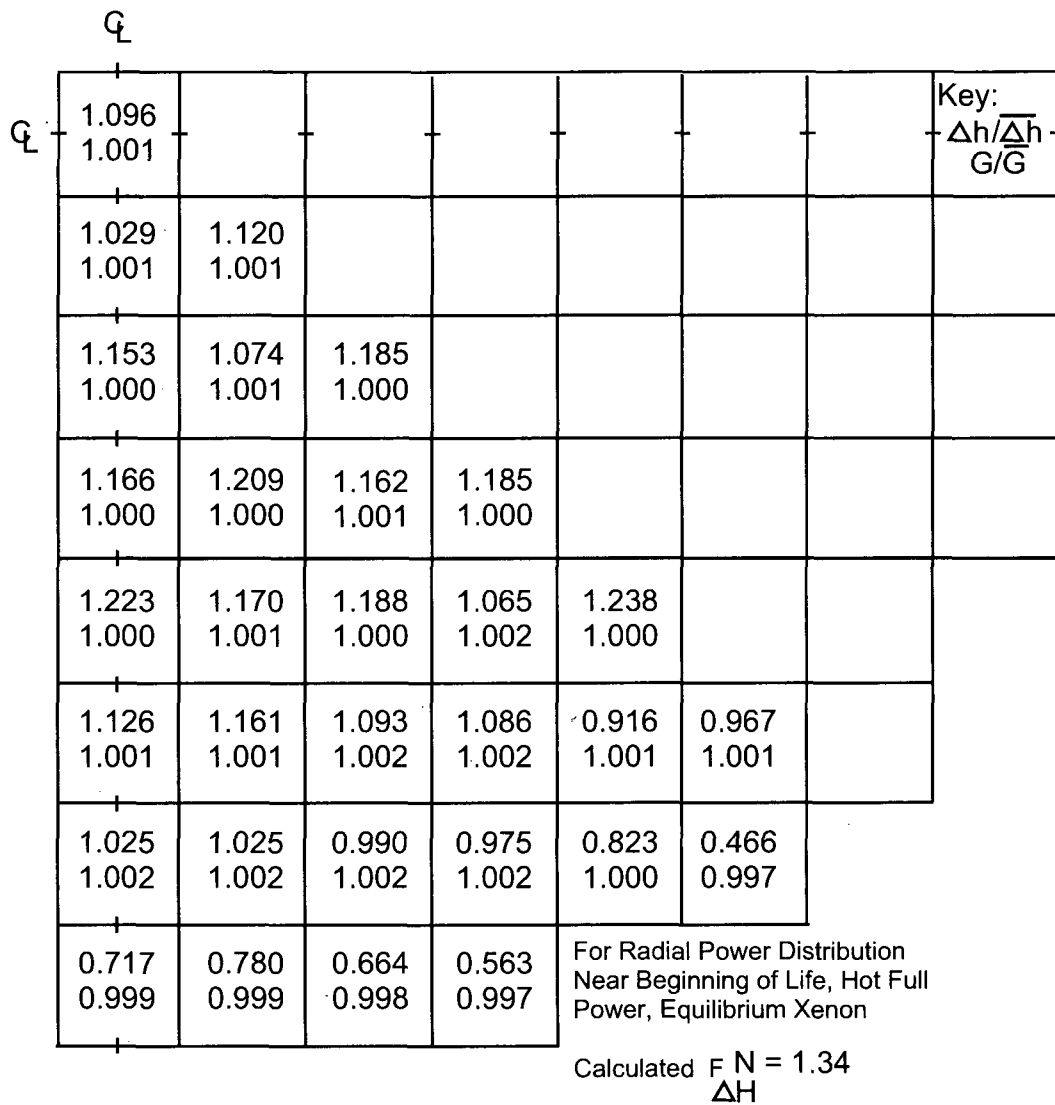 ℄
℄
Key:
Δh/Δ̅h̅
G/G̅
1.096
1.001
1.029 1.120
1.001 1.001
1.153 1.074 1.185
1.000 1.001 1.000
1.166 1.209 1.162 1.185
1.000 1.000 1.001 1.000
1.223 1.170 1.188 1.065 1.238
1.000 1.001 1.000 1.002 1.000
1.126 1.161 1.093 1.086 0.916 0.967
1.001 1.001 1.002 1.002 1.001 1.001
1.025 1.025 0.990 0.975 0.823 0.466
1.002 1.002 1.002 1.002 1.000 0.997
0.717 0.780 0.664 0.563
0.999 0.999 0.998 0.997
For Radial Power Distribution
Near Beginning of Life, Hot Full
Power, Equilibrium Xenon
Calculated F N = 1.34
ΔH